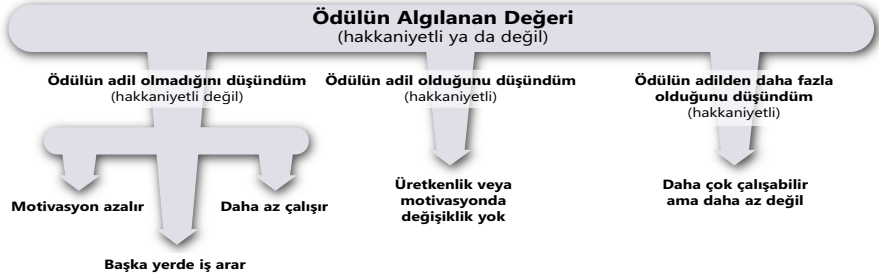 Ödülün Algılanan Değeri
(hakkaniyetli ya da değil)
Ödülün adil olmadığını düşündüm
(hakkaniyetli değil)
Ödülün adil olduğunu düşündüm
(hakkaniyetli)
Ödülün adilden daha fazla
olduğunu düşündüm
(hakkaniyetli)
Motivasyon azalır
Daha az çalışır
Başka yerde iş arar
Üretkenlik veya
motivasyonda
değişiklik yok
Daha çok çalışabilir
ama daha az değil